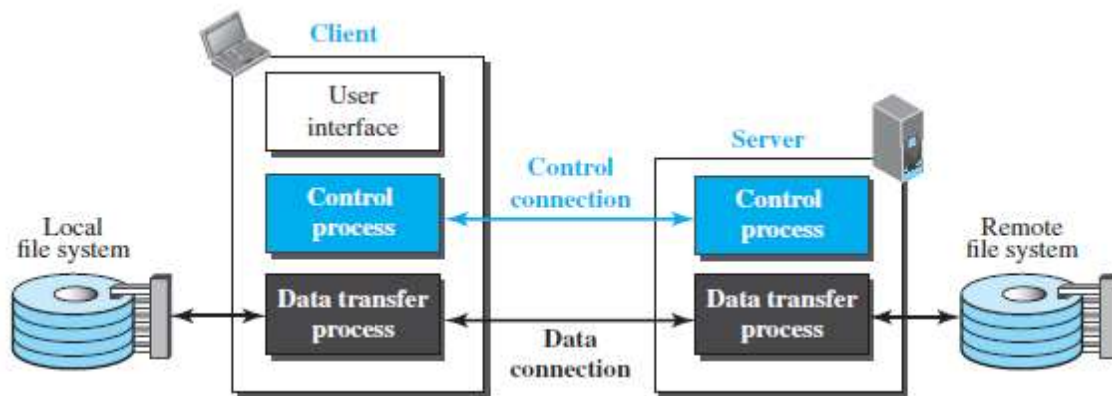 Client
User
interface
Control
process
Local
file system
Data transfer
process
Control
connection
Data
connection
Server
Control
process
Data transfer
process
Remote
file system